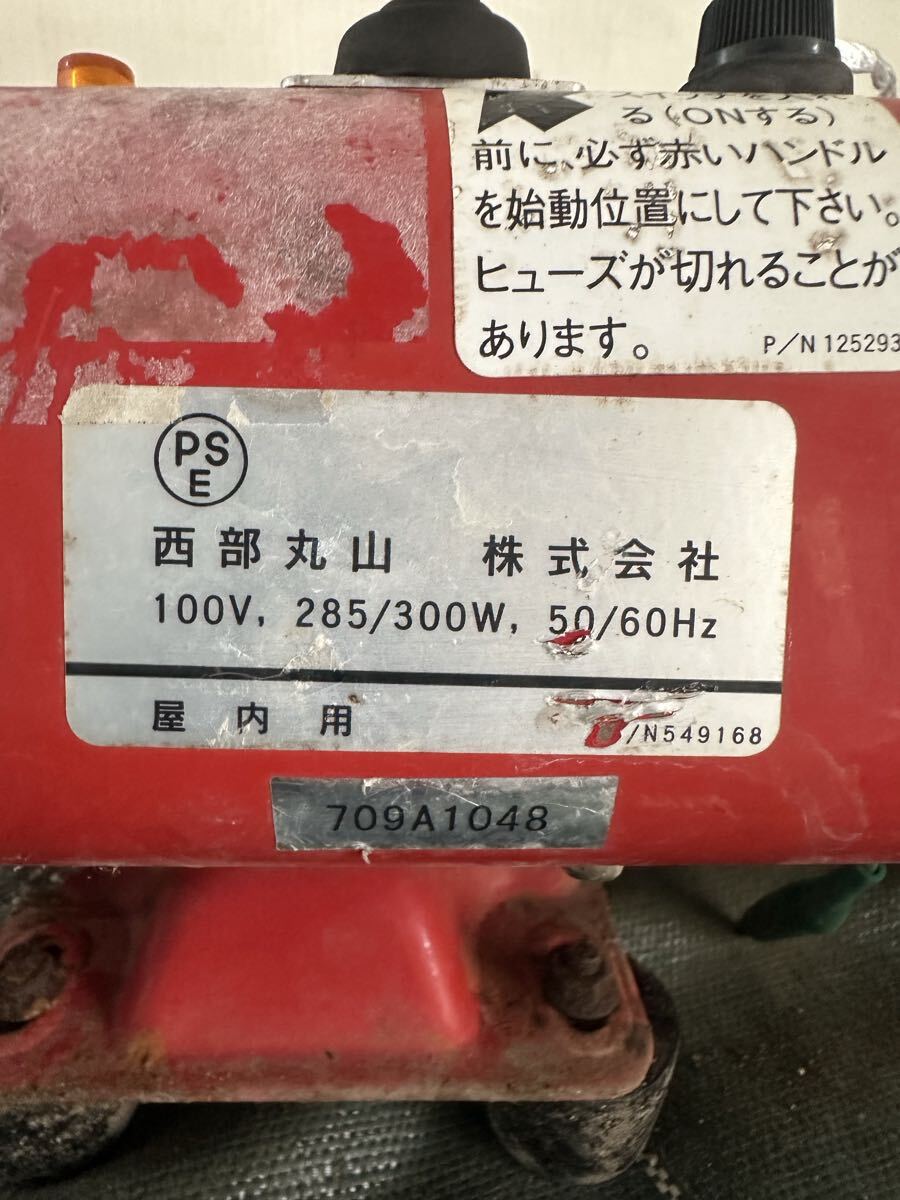 る(ONする)
前に、必ず赤いハンドル
を始動位置にして下さい。
ヒューズが切れることが
あります。
P/N 125293
PS
E
西部丸山 株式会社
100V, 285/300W, 50/60Hz
屋内用
/N549168
709A1048